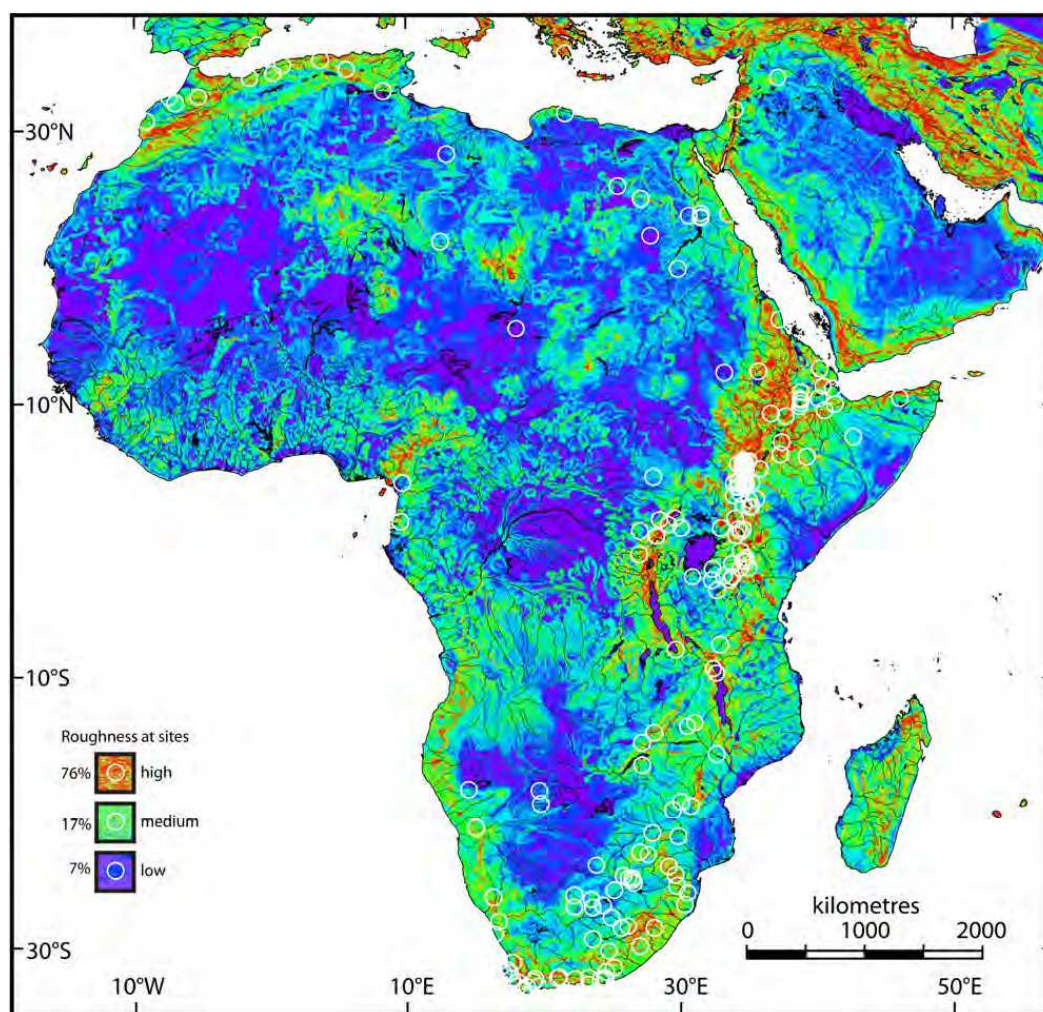 30°N
10°N
10°S
30°S
Roughness at sites
76% high
17% medium
7% low
kilometres
0 1000 2000
10°W 10°E 30°E 50°E